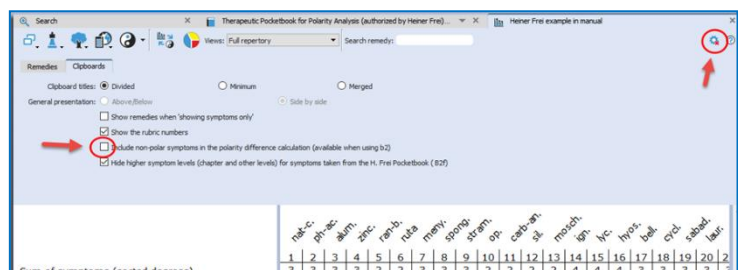 Search
Therapeutic Pocketbook for Polarity Analysis (authorized by Heiner Frei)...
Heiner Frei example in manual
Views: Full repertory
Search remedy:
Remedies
Clipboards
Clipboard titles: Divided Minimum Merged
General presentation: Above/Below Side by side
Show remedies when 'showing symptoms only'
Show the rubric numbers
Include non-polar symptoms in the polarity difference calculation (available when using b2)
Hide higher symptom levels (chapter and other levels) for symptoms taken from the H. Frei Pocketbook ( B2f)
nat-c. ph-ac. alum. zinc. ran-b. ruta meny. spong. stram. op. carb-an. sil. mosch. ign. lyc. hyos. bell. cycl. sabad. laur.
1 2 3 4 5 6 7 8 9 10 11 12 13 14 15 16 17 18 19 20 2